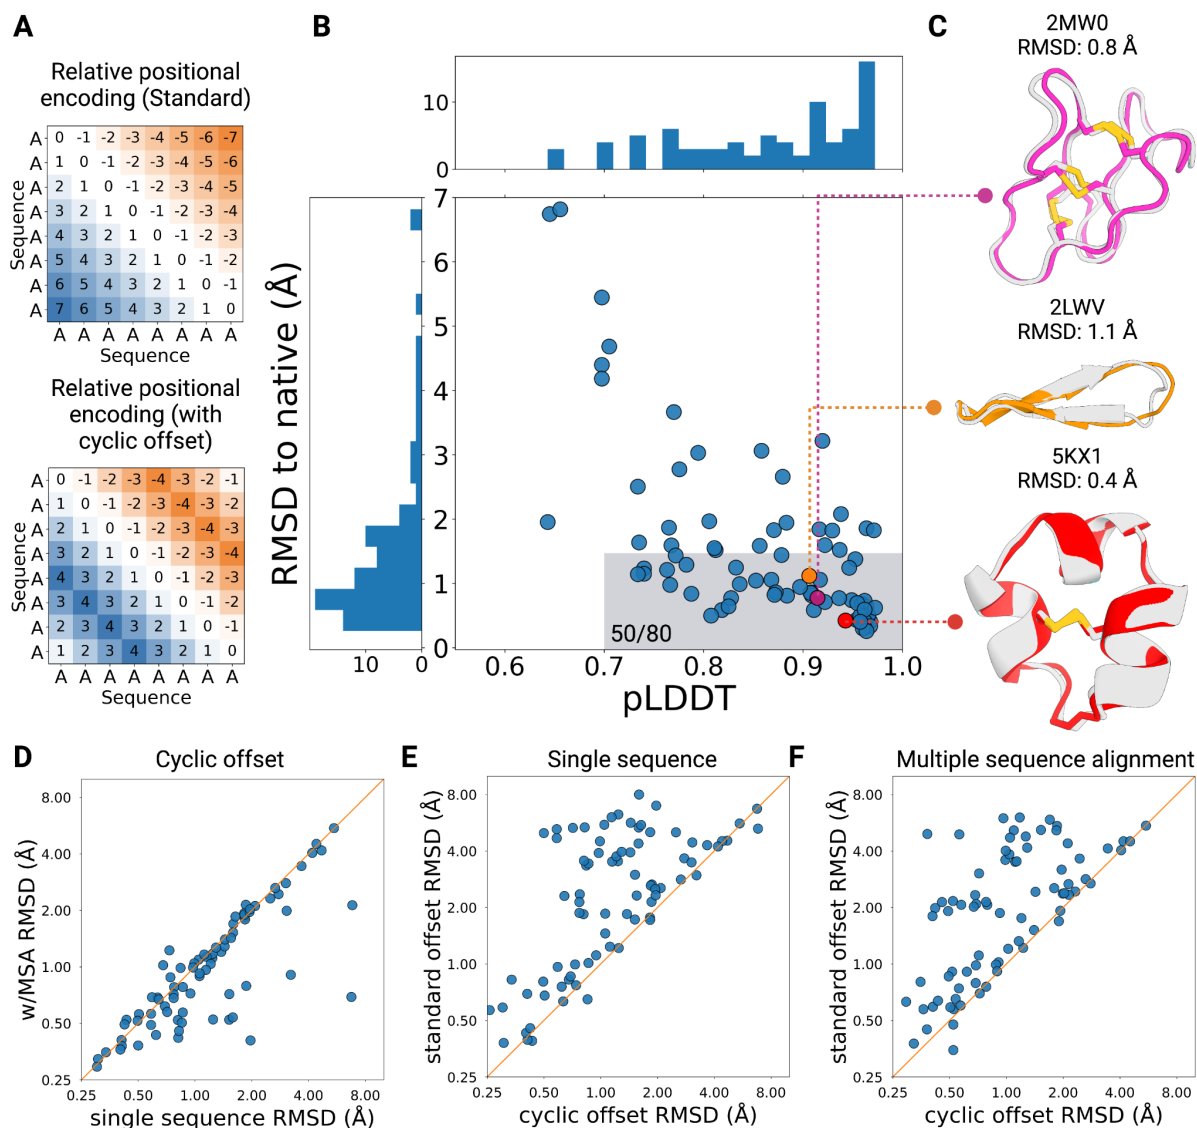 A
Relative positional
encoding (Standard)
Sequence
A 0 -1 -2 -3 -4 -5 -6 -7
A 1 0 -1 -2 -3 -4 -5 -6
A 2 1 0 -1 -2 -3 -4 -5
A 3 2 1 0 -1 -2 -3 -4
A 4 3 2 1 0 -1 -2 -3
A 5 4 3 2 1 0 -1 -2
A 6 5 4 3 2 1 0 -1
A 7 6 5 4 3 2 1 0
A A A A A A A A
Sequence
Relative positional
encoding (with
cyclic offset)
Sequence
A 0 -1 -2 -3 -4 -3 -2 -1
A 1 0 -1 -2 -3 -4 -3 -2
A 2 1 0 -1 -2 -3 -4 -3
A 3 2 1 0 -1 -2 -3 -4
A 4 3 2 1 0 -1 -2 -3
A 3 4 3 2 1 0 -1 -2
A 2 3 4 3 2 1 0 -1
A 1 2 3 4 3 2 1 0
A A A A A A A A
Sequence
B
10
0
RMSD to native (Å)
10 0
7
6
5
4
3
2
1
0
50/80
0.6 0.7 0.8 0.9 1.0
pLDDT
C
2MW0
RMSD: 0.8 Å
2LWV
RMSD: 1.1 Å
5KX1
RMSD: 0.4 Å
D
Cyclic offset
w/MSA RMSD (Å)
8.00
4.00
2.00
1.00
0.50
0.25
0.25 0.50 1.00 2.00 4.00 8.00
single sequence RMSD (Å)
E
Single sequence
standard offset RMSD (Å)
8.00
4.00
2.00
1.00
0.50
0.25
0.25 0.50 1.00 2.00 4.00 8.00
cyclic offset RMSD (Å)
F
Multiple sequence alignment
standard offset RMSD (Å)
8.00
4.00
2.00
1.00
0.50
0.25
0.25 0.50 1.00 2.00 4.00 8.00
cyclic offset RMSD (Å)